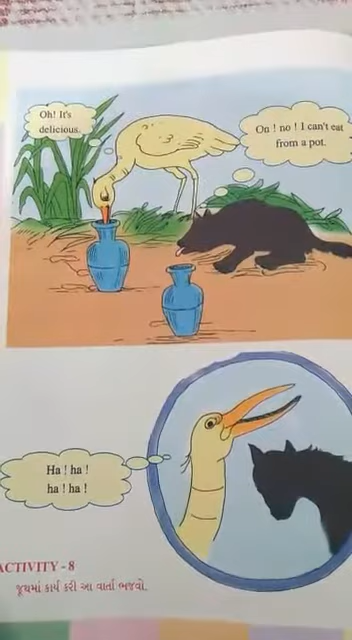 Oh! It's
delicious.
On ! no ! I can't eat
from a pot.
Ha ! ha !
ha ! ha !
ACTIVITY - 8
જૂથમાં કાર્ય કરી આ વાર્તા ભજવો.